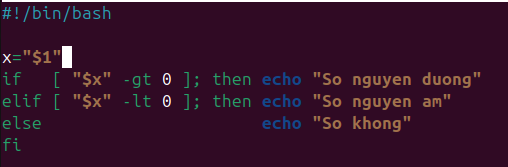 #!/bin/bash

x="$1"
if   [ "$x" -gt 0 ]; then echo "So nguyen duong"
elif [ "$x" -lt 0 ]; then echo "So nguyen am"
else                      echo "So khong"
fi